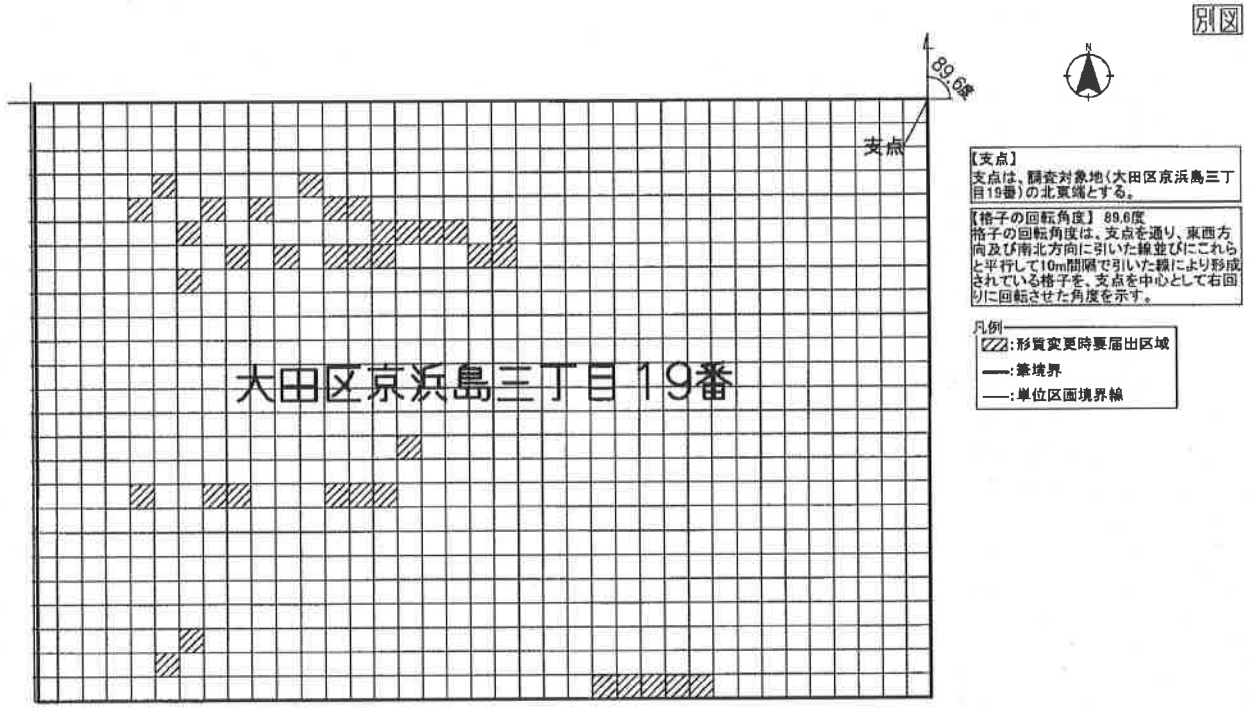 別図
N
89.6度
支点
【支点】
支点は、調査対象地(大田区京浜島三丁
目19番)の北東端とする。
【格子の回転角度】 89.6度
格子の回転角度は、支点を通り、東西方
向及び南北方向に引いた線並びにこれら
と平行して10m間隔で引いた線により形成
されている格子を、支点を中心として右回
りに回転させた角度を示す。
凡例
:形質変更時要届出区域
:筆境界
:単位区画境界線
大田区京浜島三丁目19番